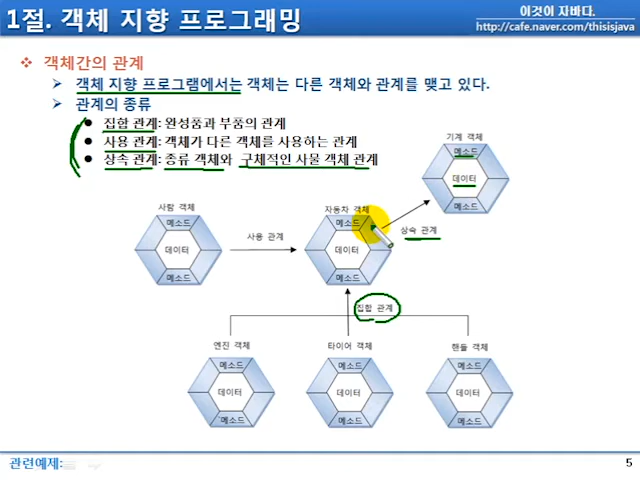 1절. 객체 지향 프로그래밍
이것이 자바다.
http://cafe.naver.com/thisisjava
객체간의 관계
객체 지향 프로그램에서는 객체는 다른 객체와 관계를 맺고 있다.
관계의 종류
집합 관계: 완성품과 부품의 관계
사용 관계: 객체가 다른 객체를 사용하는 관계
상속 관계: 종류 객체와 구체적인 사물 객체 관계
기계 객체
메소드
데이터
메소드
사람 객체
메소드
데이터
메소드
사용 관계
자동차 객체
메소드
데이터
메소드
상속 관계
집합 관계
엔진 객체
메소드
데이터
메소드
타이어 객체
메소드
데이터
메소드
핸들 객체
메소드
데이터
메소드
관련예제:
5